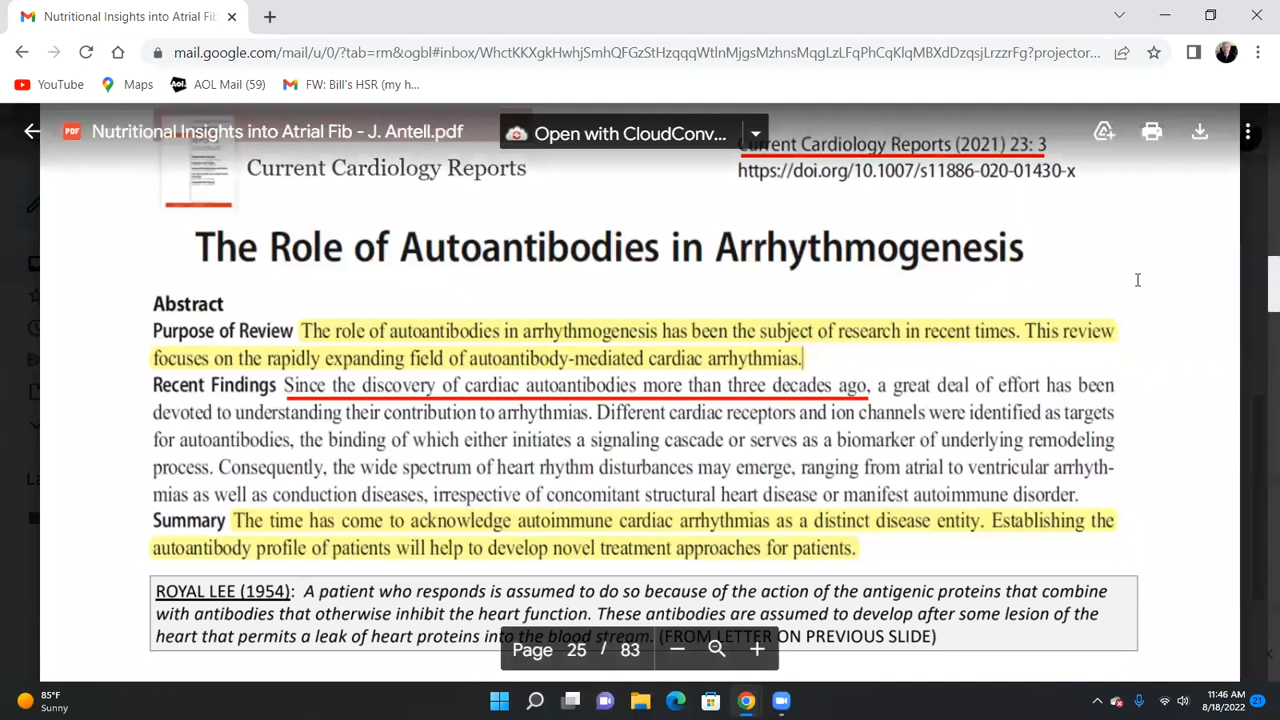 Nutritional Insights into Atrial Fib
mail.google.com/mail/u/0/?tab=rm&ogbl#inbox/WhctKKXgkHwhjSmhQFGzStHzqqqWtlnMjgsMzhnsMqgLzLFqPhCqKlqMBXdDzqsjLrzzrFg?projector...
YouTube Maps AOL Mail (59) FW: Bill's HSR (my h...
PDF Nutritional Insights into Atrial Fib - J. Antell.pdf Open with CloudConv...
Current Cardiology Reports (2021) 23: 3
Current Cardiology Reports https://doi.org/10.1007/s11886-020-01430-x
The Role of Autoantibodies in Arrhythmogenesis
Abstract
Purpose of Review The role of autoantibodies in arrhythmogenesis has been the subject of research in recent times. This review
focuses on the rapidly expanding field of autoantibody-mediated cardiac arrhythmias.
Recent Findings Since the discovery of cardiac autoantibodies more than three decades ago, a great deal of effort has been
devoted to understanding their contribution to arrhythmias. Different cardiac receptors and ion channels were identified as targets
for autoantibodies, the binding of which either initiates a signaling cascade or serves as a biomarker of underlying remodeling
process. Consequently, the wide spectrum of heart rhythm disturbances may emerge, ranging from atrial to ventricular arrhyth-
mias as well as conduction diseases, irrespective of concomitant structural heart disease or manifest autoimmune disorder.
Summary The time has come to acknowledge autoimmune cardiac arrhythmias as a distinct disease entity. Establishing the
autoantibody profile of patients will help to develop novel treatment approaches for patients.
ROYAL LEE (1954): A patient who responds is assumed to do so because of the action of the antigenic proteins that combine
with antibodies that otherwise inhibit the heart function. These antibodies are assumed to develop after some lesion of the
heart that permits a leak of heart proteins into the blood stream. (FROM LETTER ON PREVIOUS SLIDE)
Page 25 / 83
85°F
Sunny
11:46 AM
8/18/2022
21